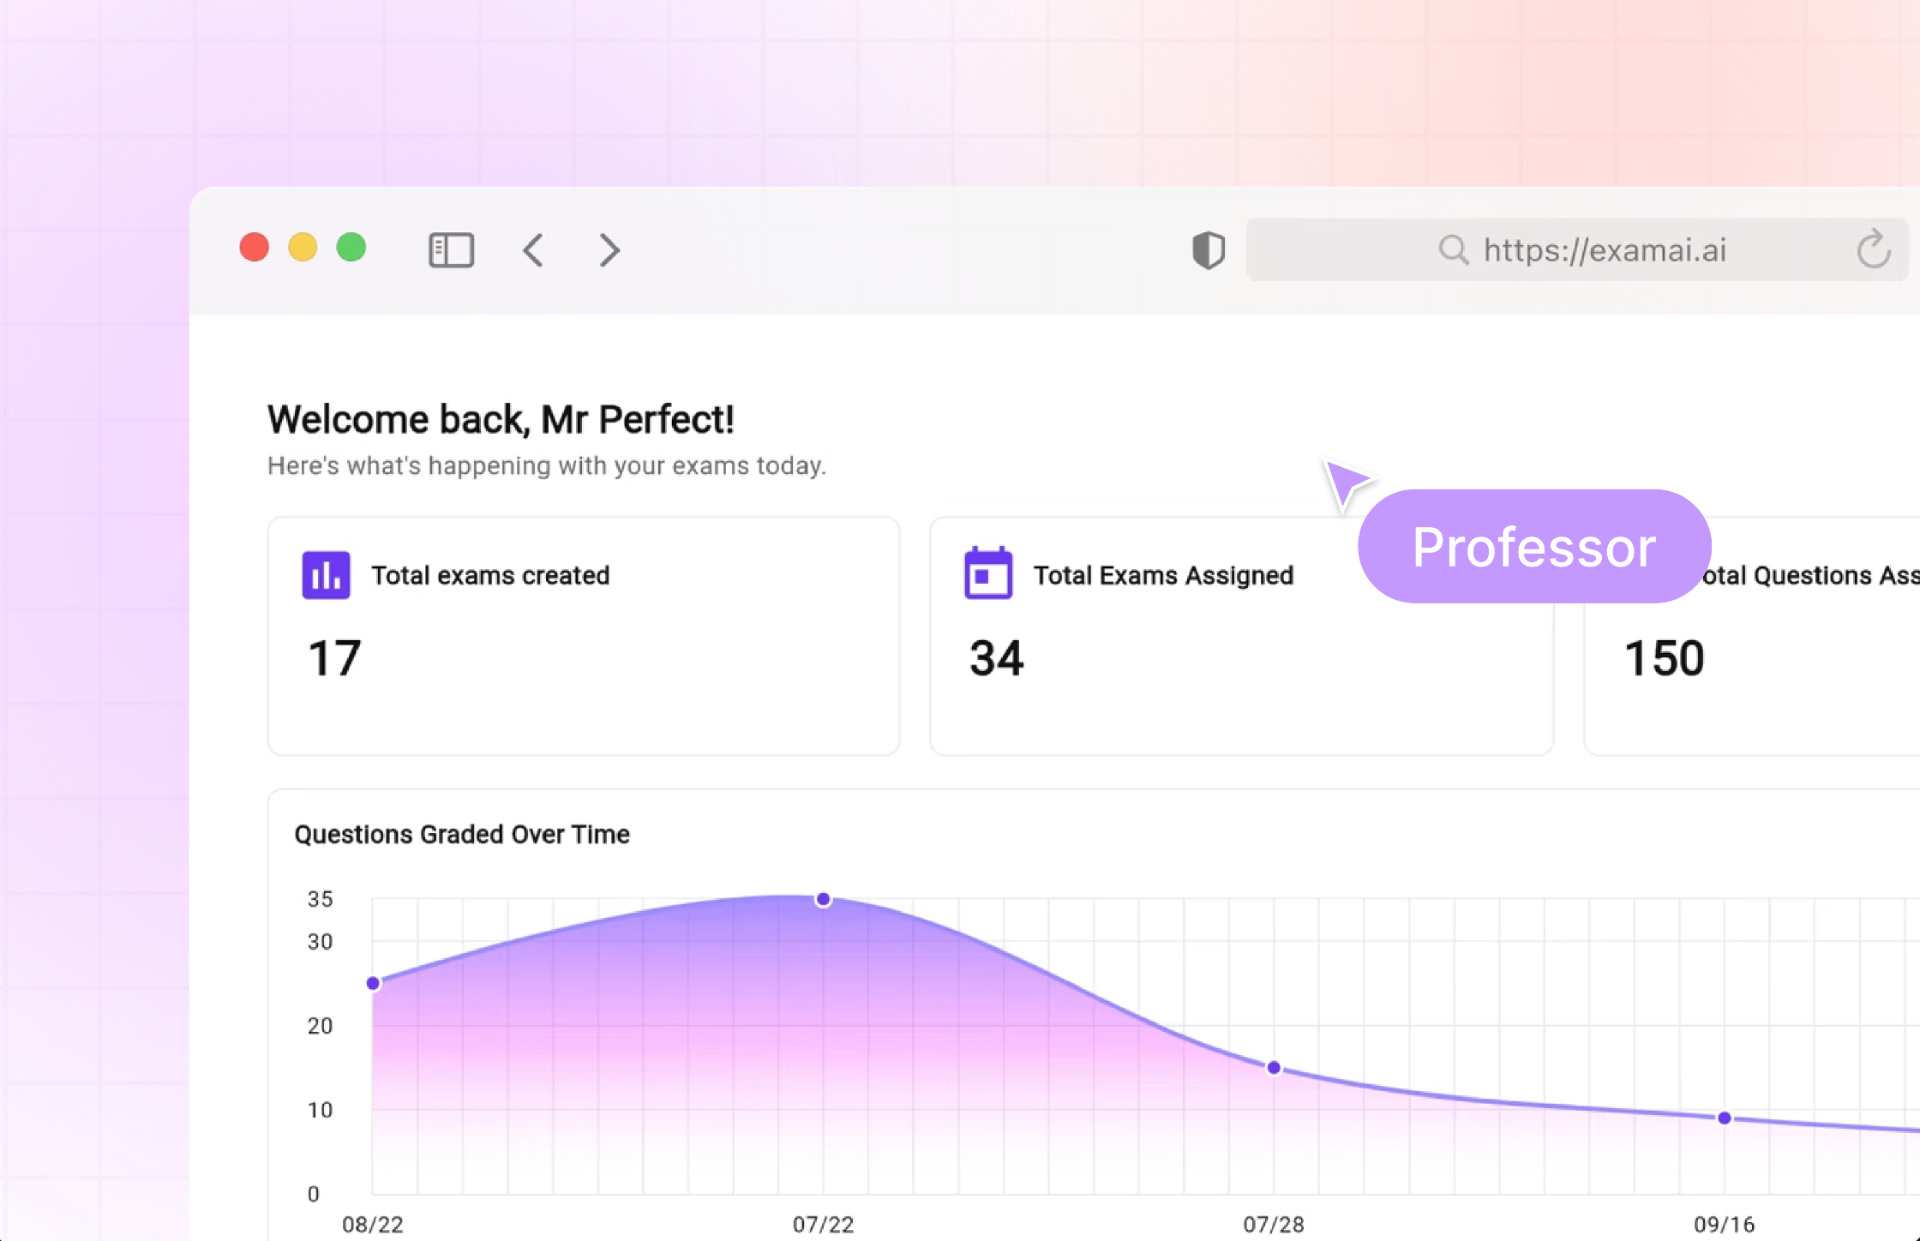 https://examai.ai
Welcome back, Mr Perfect!
Here's what's happening with your exams today.
Professor
Total exams created
17
Total Exams Assigned
34
Questions
150
Questions Graded Over Time
35
30
20
10
0
08/22
07/22
07/28
09/16